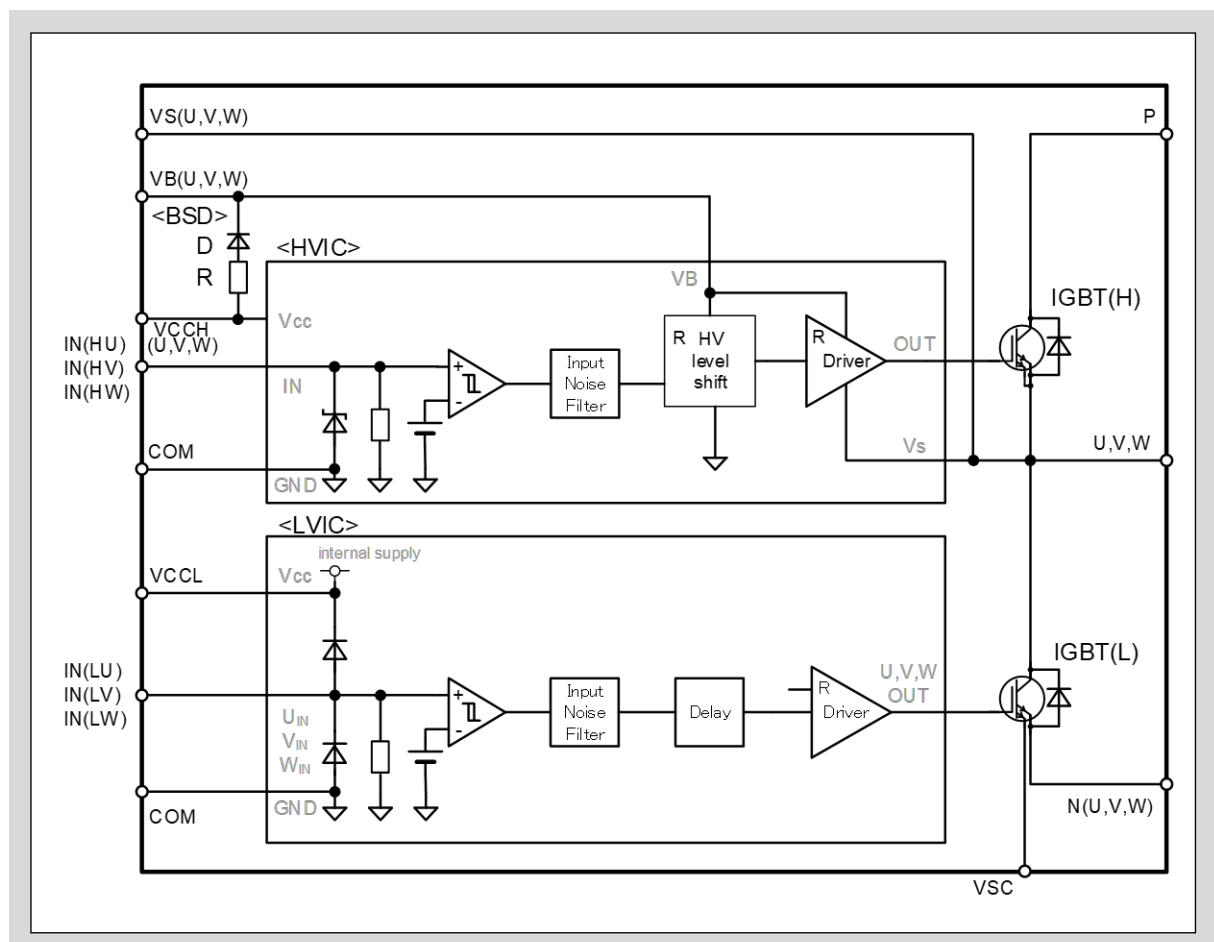 VS(U,V,W)
P
VB(U,V,W)
<BSD>
D
R
<HVIC>
VB
IGBT(H)
Vcc
VCCH
(U,V,W)
IN(HU)
IN(HV)
IN(HW)
IN
+
-
Input
Noise
Filter
R HV
level
shift
R
Driver
OUT
COM
GND
Vs
U,V,W
<LVIC>
internal supply
VCCL
Vcc
IGBT(L)
IN(LU)
IN(LV)
IN(LW)
UIN
VIN
WIN
+
-
Input
Noise
Filter
Delay
R
Driver
U,V,W
OUT
COM
GND
N(U,V,W)
VSC